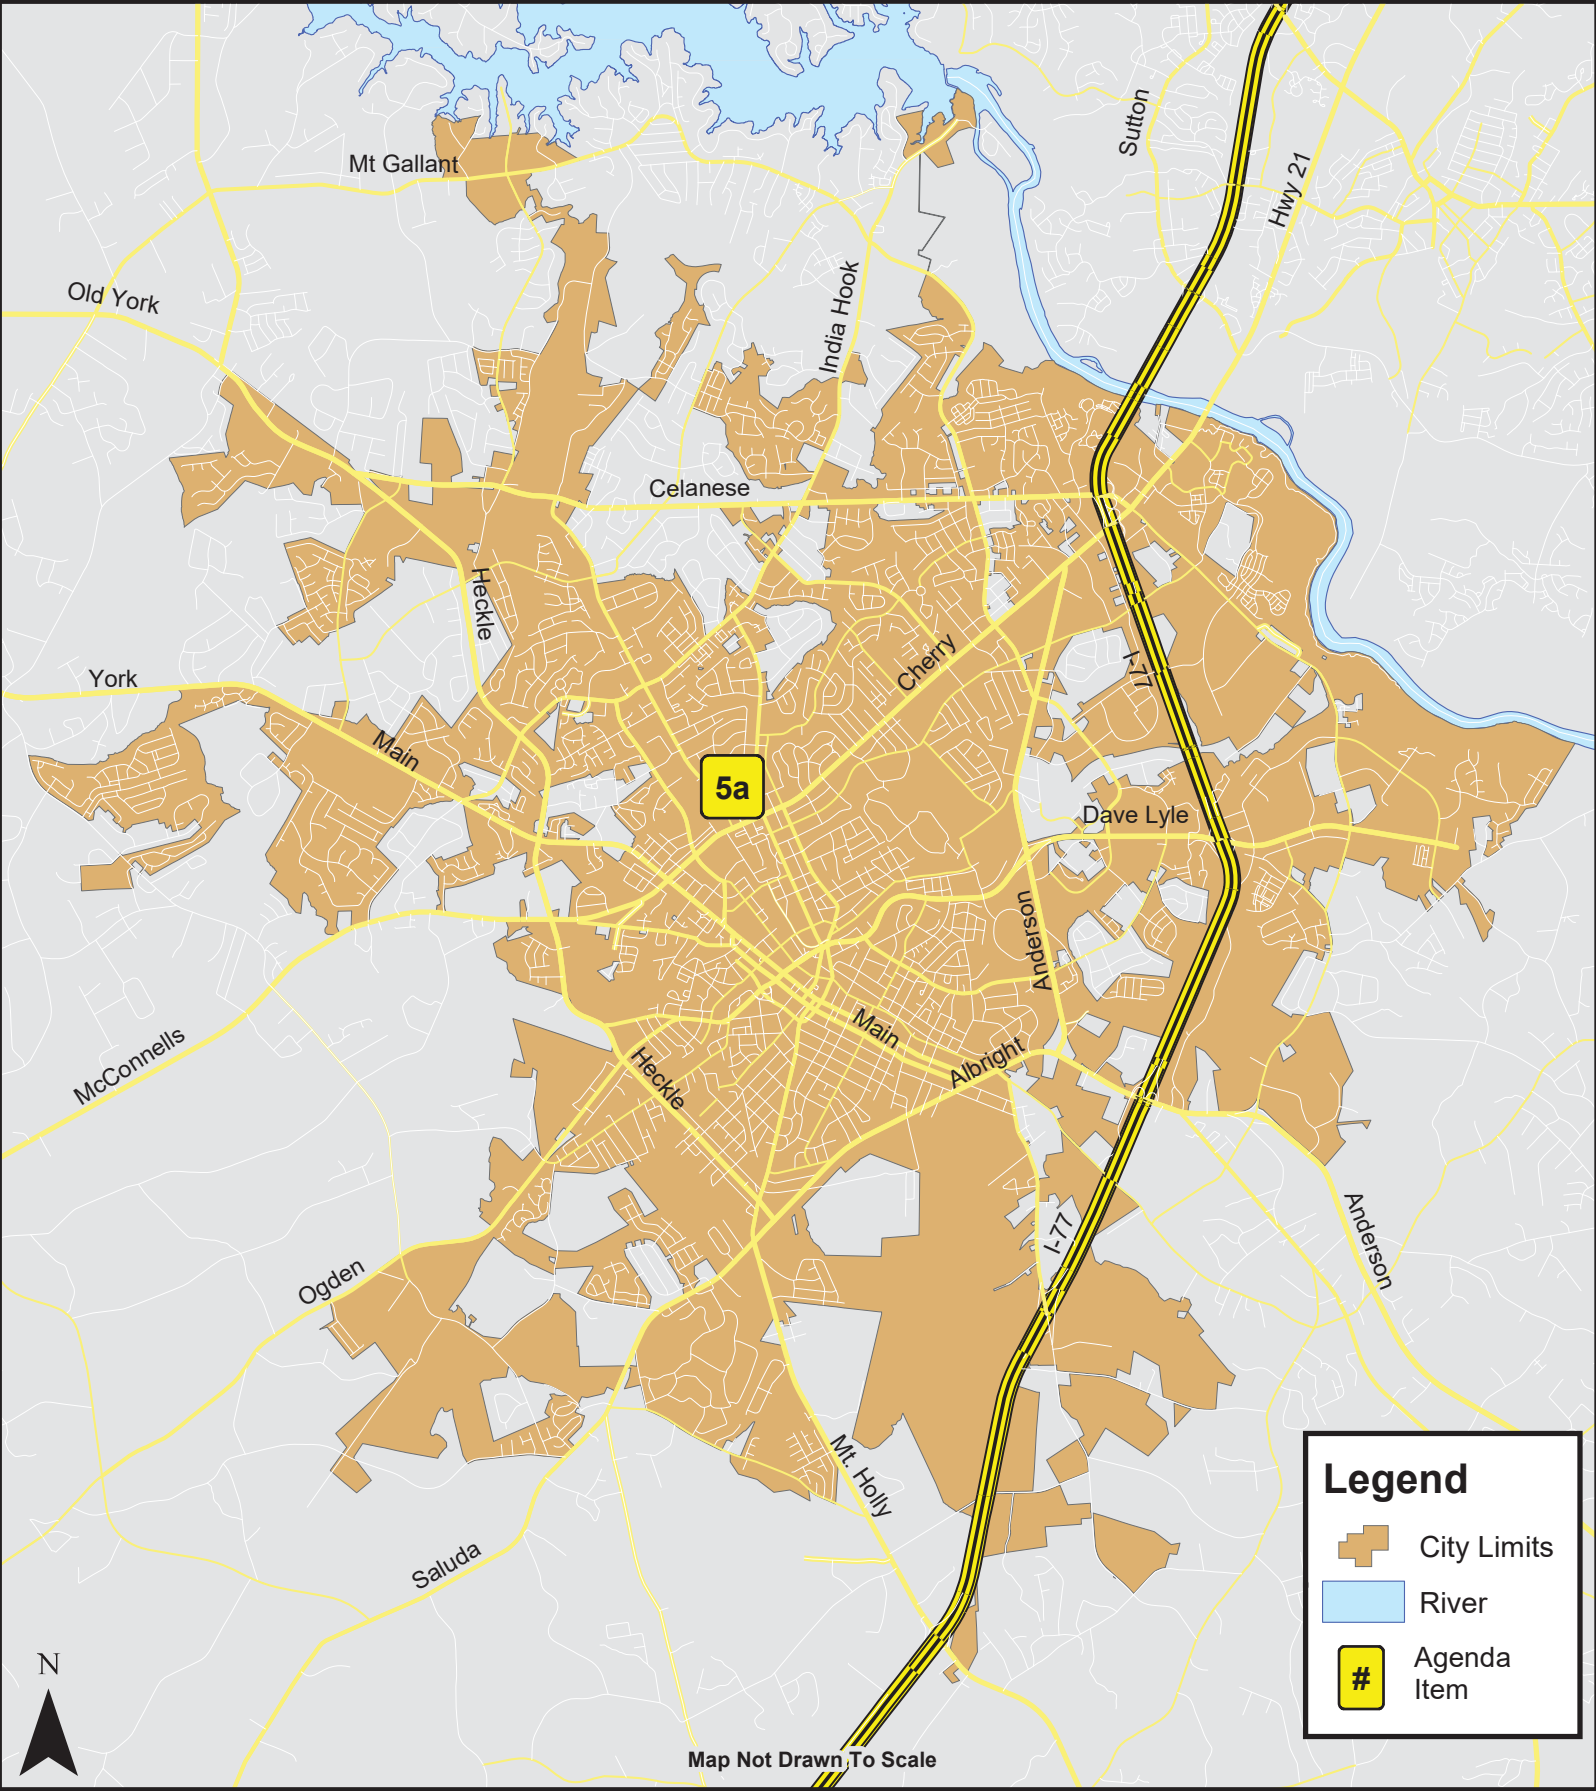 Sutton
Mt Gallant
Hwy 21
Old York
India Hook
Celanese
Heckle
Cherry
I-77
York
Main
5a
Dave Lyle
Anderson
Main
Albright
McConnells
Heckle
I-77
Anderson
Ogden
Mt. Holly
Saluda
Legend
City Limits
River
#
Agenda
Item
N
Map Not Drawn To Scale